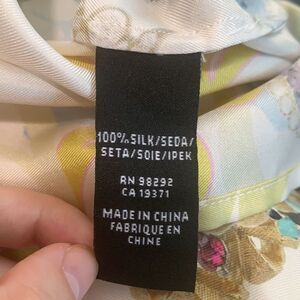 100% SILK/SEDA/
SETA/SOIE/IPEK
RN 98292
CA 19371
MADE IN CHINA
FABRIQUE EN
CHINE